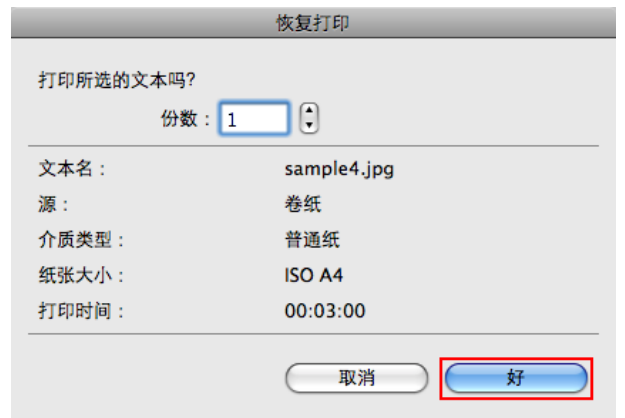 恢复打印
打印所选的文本吗?
份数： 1
文本名： sample4.jpg
源： 卷纸
介质类型： 普通纸
纸张大小： ISO A4
打印时间： 00:03:00
取消 好